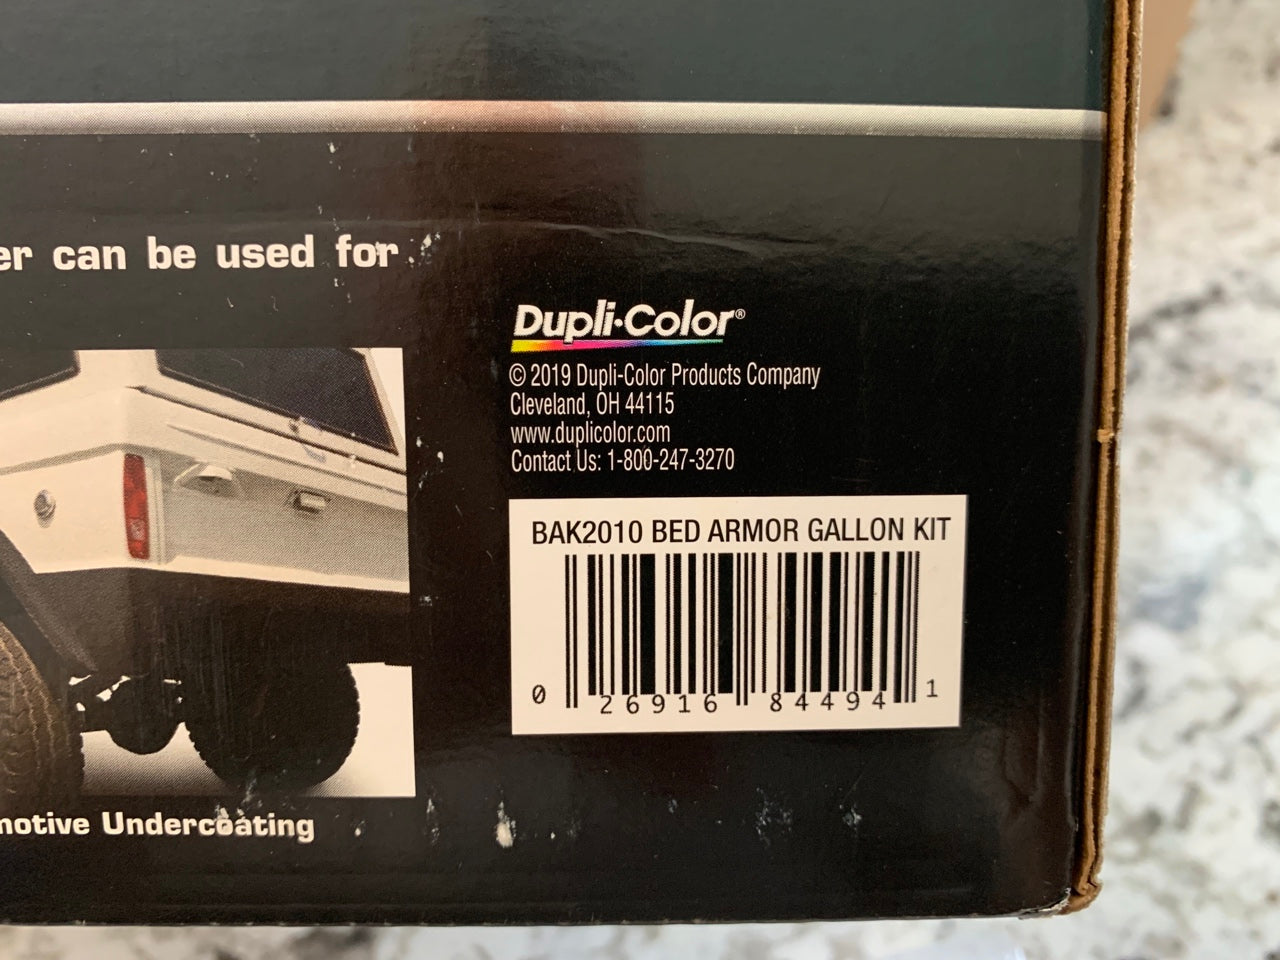 er can be used for
Dupli·Color®
© 2019 Dupli-Color Products Company
Cleveland, OH 44115
www.duplicolor.com
Contact Us: 1-800-247-3270
BAK2010 BED ARMOR GALLON KIT
0 26916 84494 1
motive Undercoating